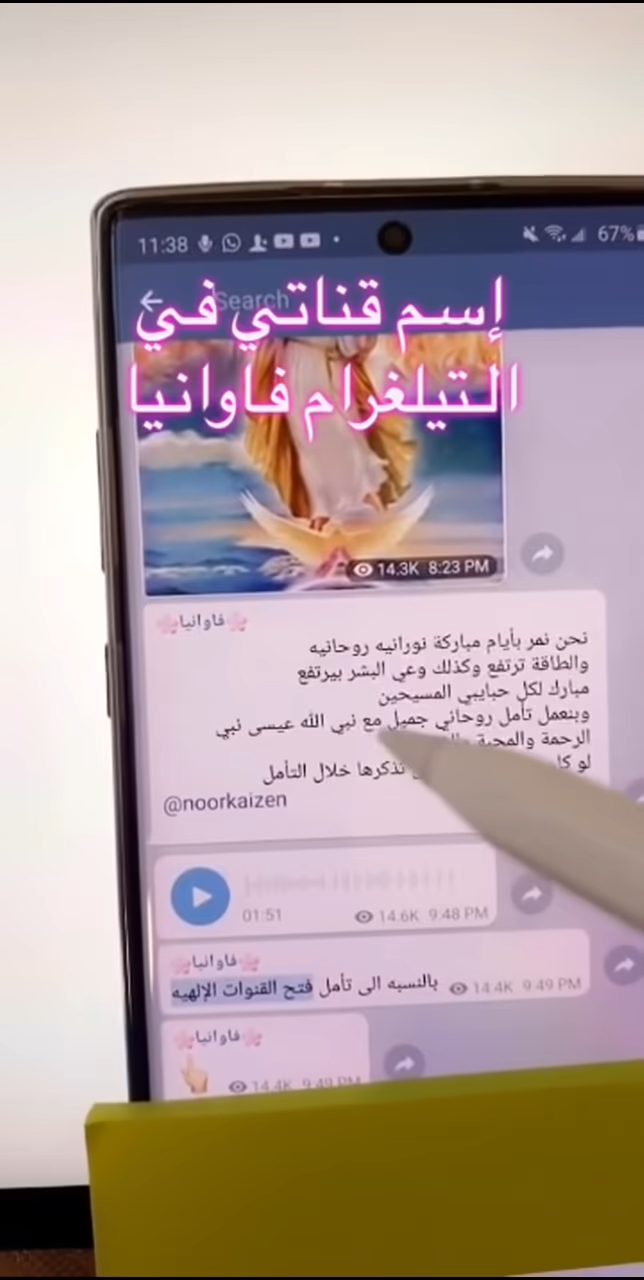 11:38
67%
Search
إسم قناتي في
التيلغرام فاوانيا
14.3K 8:23 PM
🌸فاوانيا🌸
نحن نمر بأيام مباركة نورانيه روحانيه
والطاقة ترتفع وكذلك وعي البشر بيرتفع
مبارك لكل حبايبي المسيحين
وبنعمل تأمل روحاني جميل مع نبي الله عيسى نبي
الرحمة والمحبة
لو تذكرها خلال التأمل
@noorkaizen
01:51
14.6K 9:48 PM
🌸فاوانيا🌸
بالنسبه الى تأمل فتح القنوات الإلهيه
14.4K 9:49 PM
🌸فاوانيا🌸
👆🏻
14.4K 9:49 PM